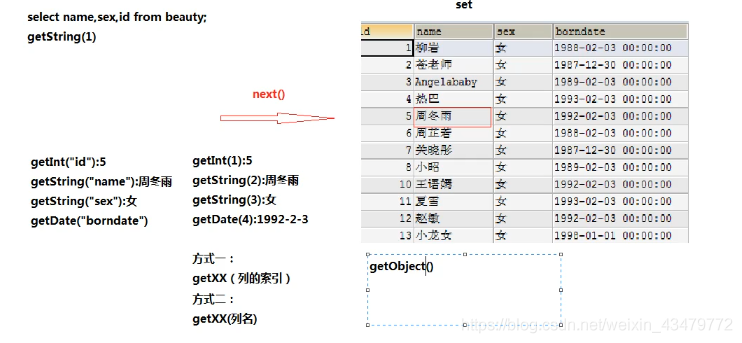 set
select name,sex,id from beauty;
getString(1)
next()
id name sex borndate
1 柳岩 女 1988-02-03 00:00:00
2 苍老师 女 1987-12-30 00:00:00
3 Angelababy 女 1989-02-03 00:00:00
4 热巴 女 1993-02-03 00:00:00
5 周冬雨 女 1992-02-03 00:00:00
6 周芷若 女 1988-02-03 00:00:00
7 关晓彤 女 1987-12-30 00:00:00
8 小昭 女 1989-02-03 00:00:00
10 王语嫣 女 1992-02-03 00:00:00
11 夏雪 女 1993-02-03 00:00:00
12 赵敏 女 1992-02-03 00:00:00
13 小龙女 女 1998-01-01 00:00:00
getInt("id"):5
getString("name"):周冬雨
getString("sex"):女
getDate("borndate")
getInt(1):5
getString(2):周冬雨
getString(3):女
getDate(4):1992-2-3
方式一：
getXX（列的索引）
方式二：
getXX(列名)
getObject()
https://blog.csdn.net/weixin_43479772